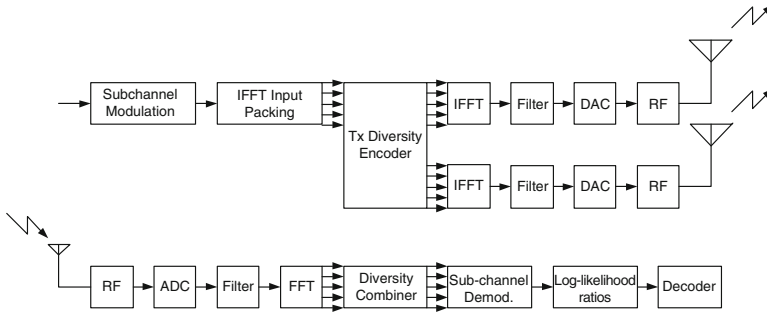 Subchannel
Modulation
IFFT Input
Packing
Tx Diversity
Encoder
IFFT
Filter
DAC
RF
IFFT
Filter
DAC
RF
RF
ADC
Filter
FFT
Diversity
Combiner
Sub-channel
Demod.
Log-likelihood
ratios
Decoder